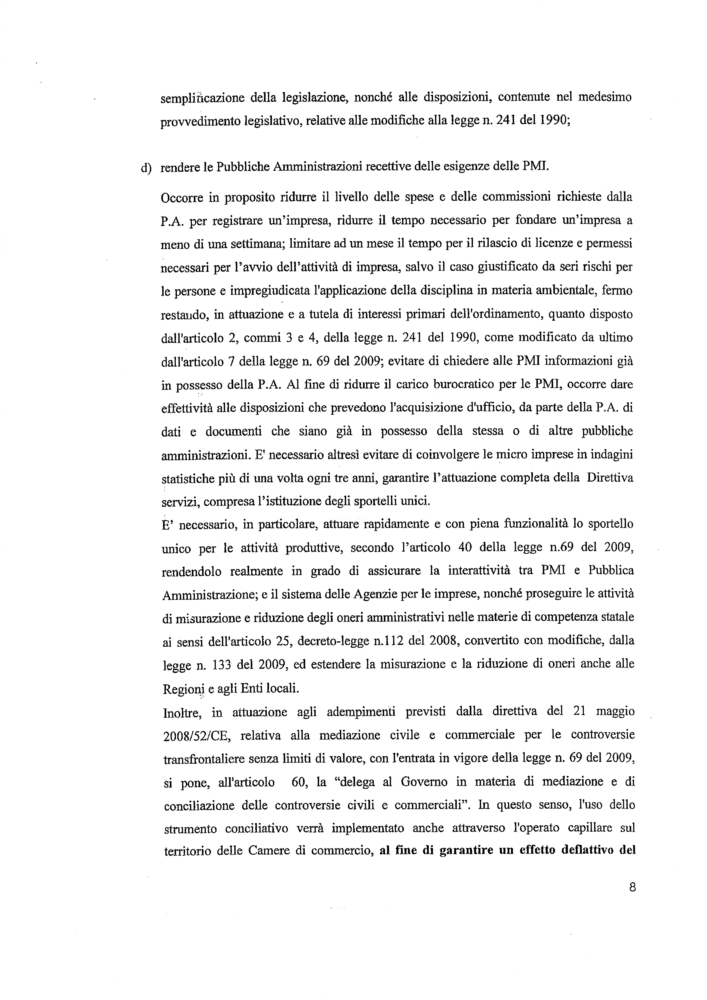 semplificazione della legislazione, nonché alle disposizioni, contenute nel medesimo
provvedimento legislativo, relative alle modifiche alla legge n. 241 del 1990;
d) rendere le Pubbliche Amministrazioni recettive delle esigenze delle PMI.
Occorre in proposito ridurre il livello delle spese e delle commissioni richieste dalla
P.A. per registrare un’impresa, ridurre il tempo necessario per fondare un’impresa a
meno di una settimana; limitare ad un mese il tempo per il rilascio di licenze e permessi
necessari per l’avvio dell’attività di impresa, salvo il caso giustificato da seri rischi per
le persone e impregiudicata l'applicazione della disciplina in materia ambientale, fermo
restando, in attuazione e a tutela di interessi primari dell'ordinamento, quanto disposto
dall'articolo 2, commi 3 e 4, della legge n. 241 del 1990, come modificato da ultimo
dall'articolo 7 della legge n. 69 del 2009; evitare di chiedere alle PMI informazioni già
in possesso della P.A. Al fine di ridurre il carico burocratico per le PMI, occorre dare
effettività alle disposizioni che prevedono l'acquisizione d'ufficio, da parte della P.A. di
dati e documenti che siano già in possesso della stessa o di altre pubbliche
amministrazioni. E' necessario altresì evitare di coinvolgere le micro imprese in indagini
statistiche più di una volta ogni tre anni, garantire l’attuazione completa della Direttiva
servizi, compresa l’istituzione degli sportelli unici.
E’ necessario, in particolare, attuare rapidamente e con piena funzionalità lo sportello
unico per le attività produttive, secondo l’articolo 40 della legge n.69 del 2009,
rendendolo realmente in grado di assicurare la interattività tra PMI e Pubblica
Amministrazione; e il sistema delle Agenzie per le imprese, nonché proseguire le attività
di misurazione e riduzione degli oneri amministrativi nelle materie di competenza statale
ai sensi dell'articolo 25, decreto-legge n.112 del 2008, convertito con modifiche, dalla
legge n. 133 del 2009, ed estendere la misurazione e la riduzione di oneri anche alle
Regioni e agli Enti locali.
Inoltre, in attuazione agli adempimenti previsti dalla direttiva del 21 maggio
2008/52/CE, relativa alla mediazione civile e commerciale per le controversie
transfrontaliere senza limiti di valore, con l'entrata in vigore della legge n. 69 del 2009,
si pone, all'articolo 60, la “delega al Governo in materia di mediazione e di
conciliazione delle controversie civili e commerciali”. In questo senso, l'uso dello
strumento conciliativo verrà implementato anche attraverso l'operato capillare sul
territorio delle Camere di commercio, al fine di garantire un effetto deflattivo del
8